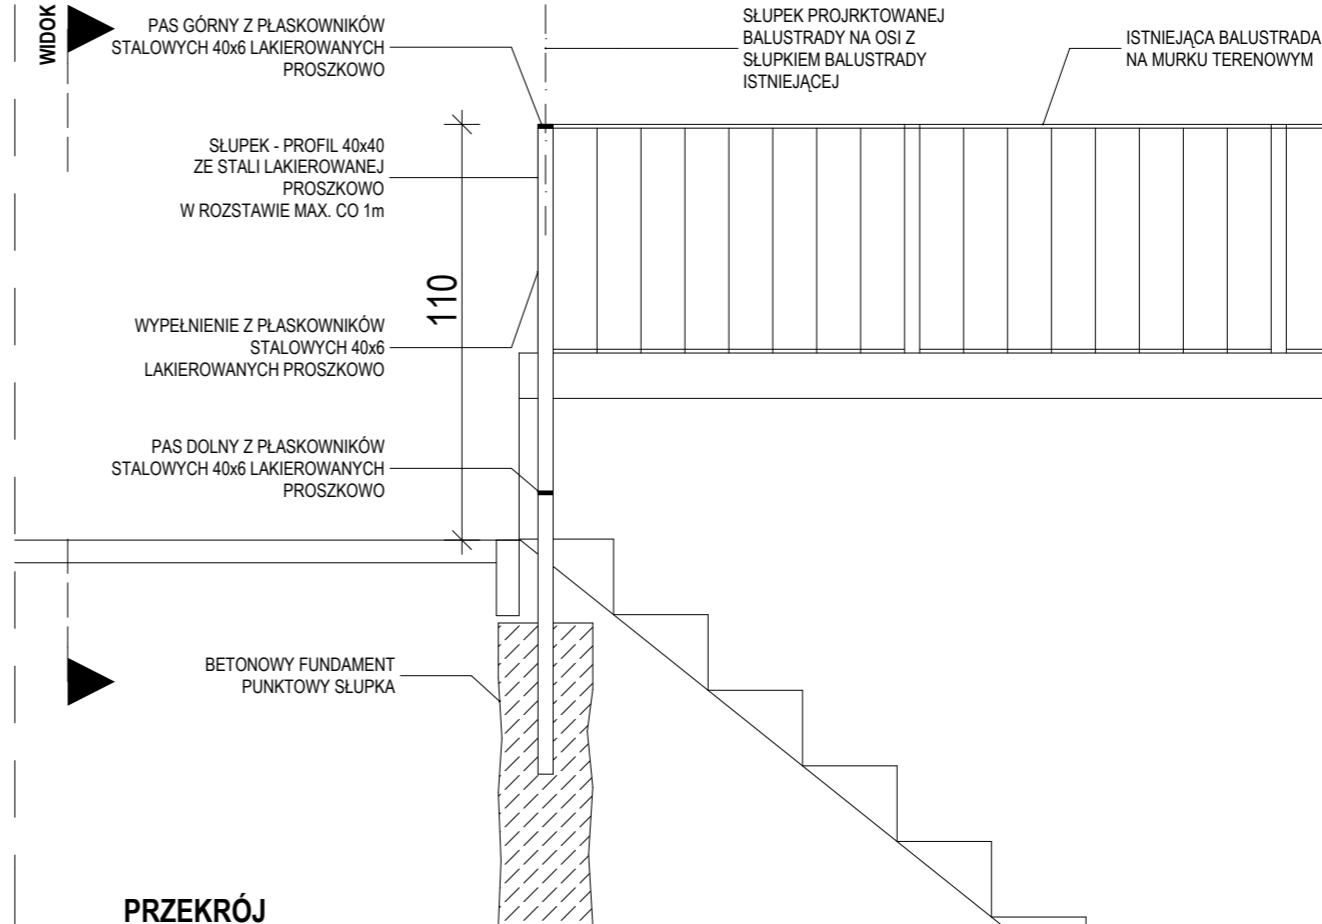 WIDOK
PAS GÓRNY Z PŁASKOWNIKÓW
STALOWYCH 40x6 LAKIEROWANYCH
PROSZKOWO
SŁUPEK PROJRKTOWANEJ
BALUSTRADY NA OSI Z
SŁUPKIEM BALUSTRADY
ISTNIEJĄCEJ
ISTNIEJĄCA BALUSTRADA
NA MURKU TERENOWYM
SŁUPEK - PROFIL 40x40
ZE STALI LAKIEROWANEJ
PROSZKOWO
W ROZSTAWIE MAX. CO 1m
110
WYPEŁNIENIE Z PŁASKOWNIKÓW
STALOWYCH 40x6
LAKIEROWANYCH PROSZKOWO
PAS DOLNY Z PŁASKOWNIKÓW
STALOWYCH 40x6 LAKIEROWANYCH
PROSZKOWO
BETONOWY FUNDAMENT
PUNKTOWY SŁUPKA
PRZEKRÓJ